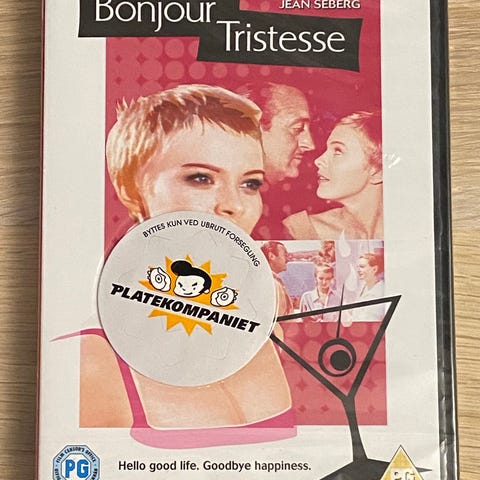 JEAN SEBERG
Bonjour
Tristesse
BYTTES KUN VED UBRUTT FORSEGLING
PLATEKOMPANIET
Hello good life. Goodbye happiness.
PG
PG